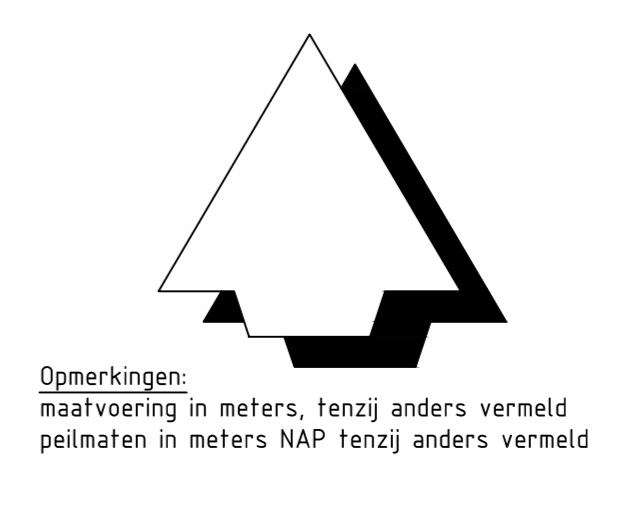 Opmerkingen:
maatvoering in meters, tenzij anders vermeld
peilmaten in meters NAP tenzij anders vermeld